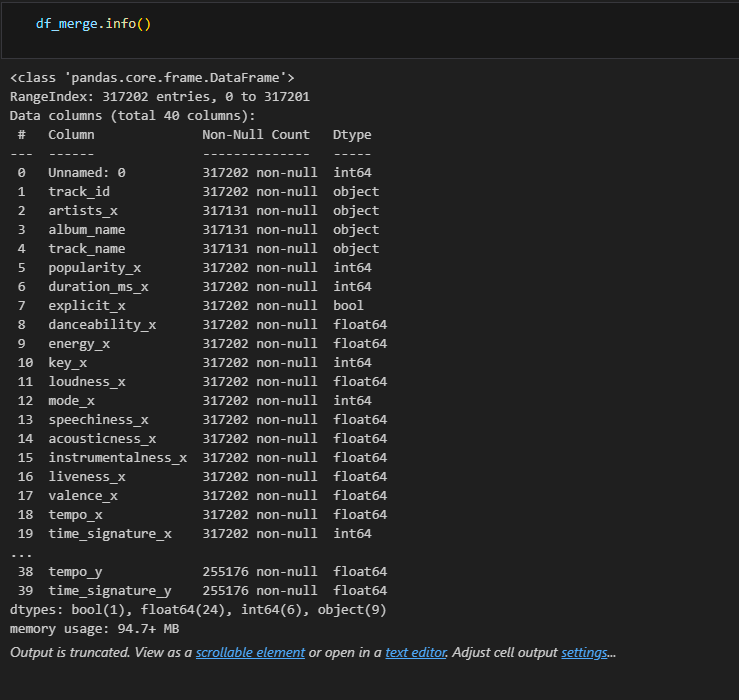 df_merge.info()
<class 'pandas.core.frame.DataFrame'>
RangeIndex: 317202 entries, 0 to 317201
Data columns (total 40 columns):
 #   Column            Non-Null Count   Dtype
---  ------            --------------   -----
 0   Unnamed: 0        317202 non-null  int64
 1   track_id          317202 non-null  object
 2   artists_x         317131 non-null  object
 3   album_name        317131 non-null  object
 4   track_name        317131 non-null  object
 5   popularity_x      317202 non-null  int64
 6   duration_ms_x     317202 non-null  int64
 7   explicit_x        317202 non-null  bool
 8   danceability_x    317202 non-null  float64
 9   energy_x          317202 non-null  float64
 10  key_x             317202 non-null  int64
 11  loudness_x        317202 non-null  float64
 12  mode_x            317202 non-null  int64
 13  speechiness_x     317202 non-null  float64
 14  acousticness_x    317202 non-null  float64
 15  instrumentalness_x  317202 non-null  float64
 16  liveness_x        317202 non-null  float64
 17  valence_x         317202 non-null  float64
 18  tempo_x           317202 non-null  float64
 19  time_signature_x  317202 non-null  int64
...
 38  tempo_y           255176 non-null  float64
 39  time_signature_y  255176 non-null  float64
dtypes: bool(1), float64(24), int64(6), object(9)
memory usage: 94.7+ MB
Output is truncated. View as a scrollable element or open in a text editor. Adjust cell output settings...